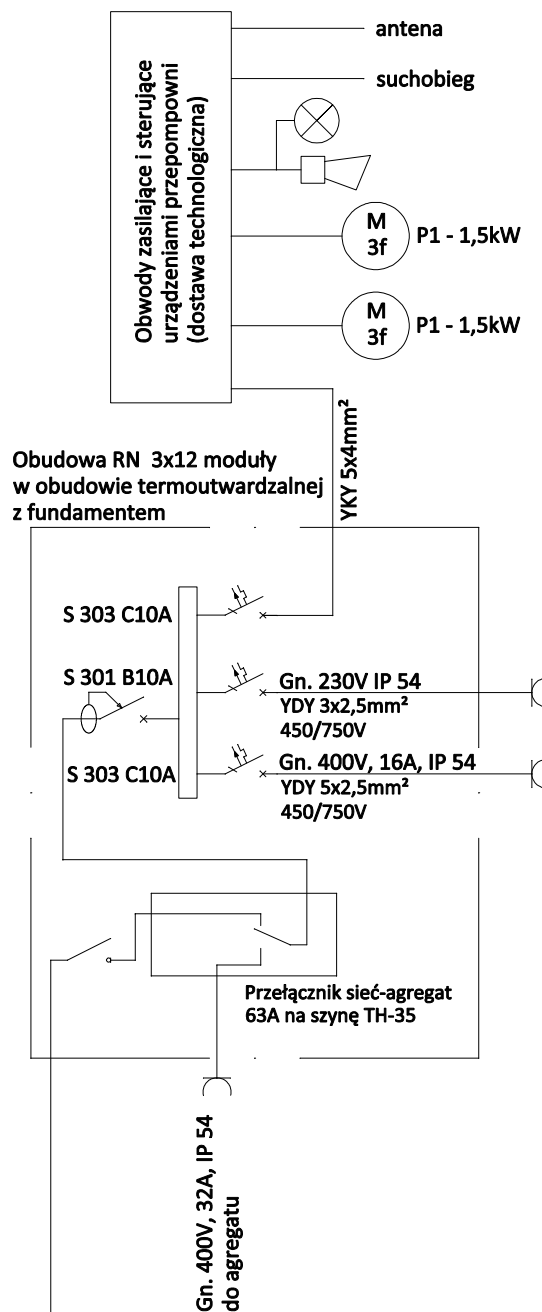 antena
suchobieg
Obwody zasilające i sterujące
urządzeniami przepompowni
(dostawa technologiczna)
M
3f
P1 - 1,5kW
M
3f
P1 - 1,5kW
YKY 5x4mm²
Obudowa RN 3x12 moduły
w obudowie termoutwardzalnej
z fundamentem
S 303 C10A
S 301 B10A
Gn. 230V IP 54
YDY 3x2,5mm²
450/750V
S 303 C10A
Gn. 400V, 16A, IP 54
YDY 5x2,5mm²
450/750V
Przełącznik sieć-agregat
63A na szynę TH-35
Gn. 400V, 32A, IP 54
do agregatu